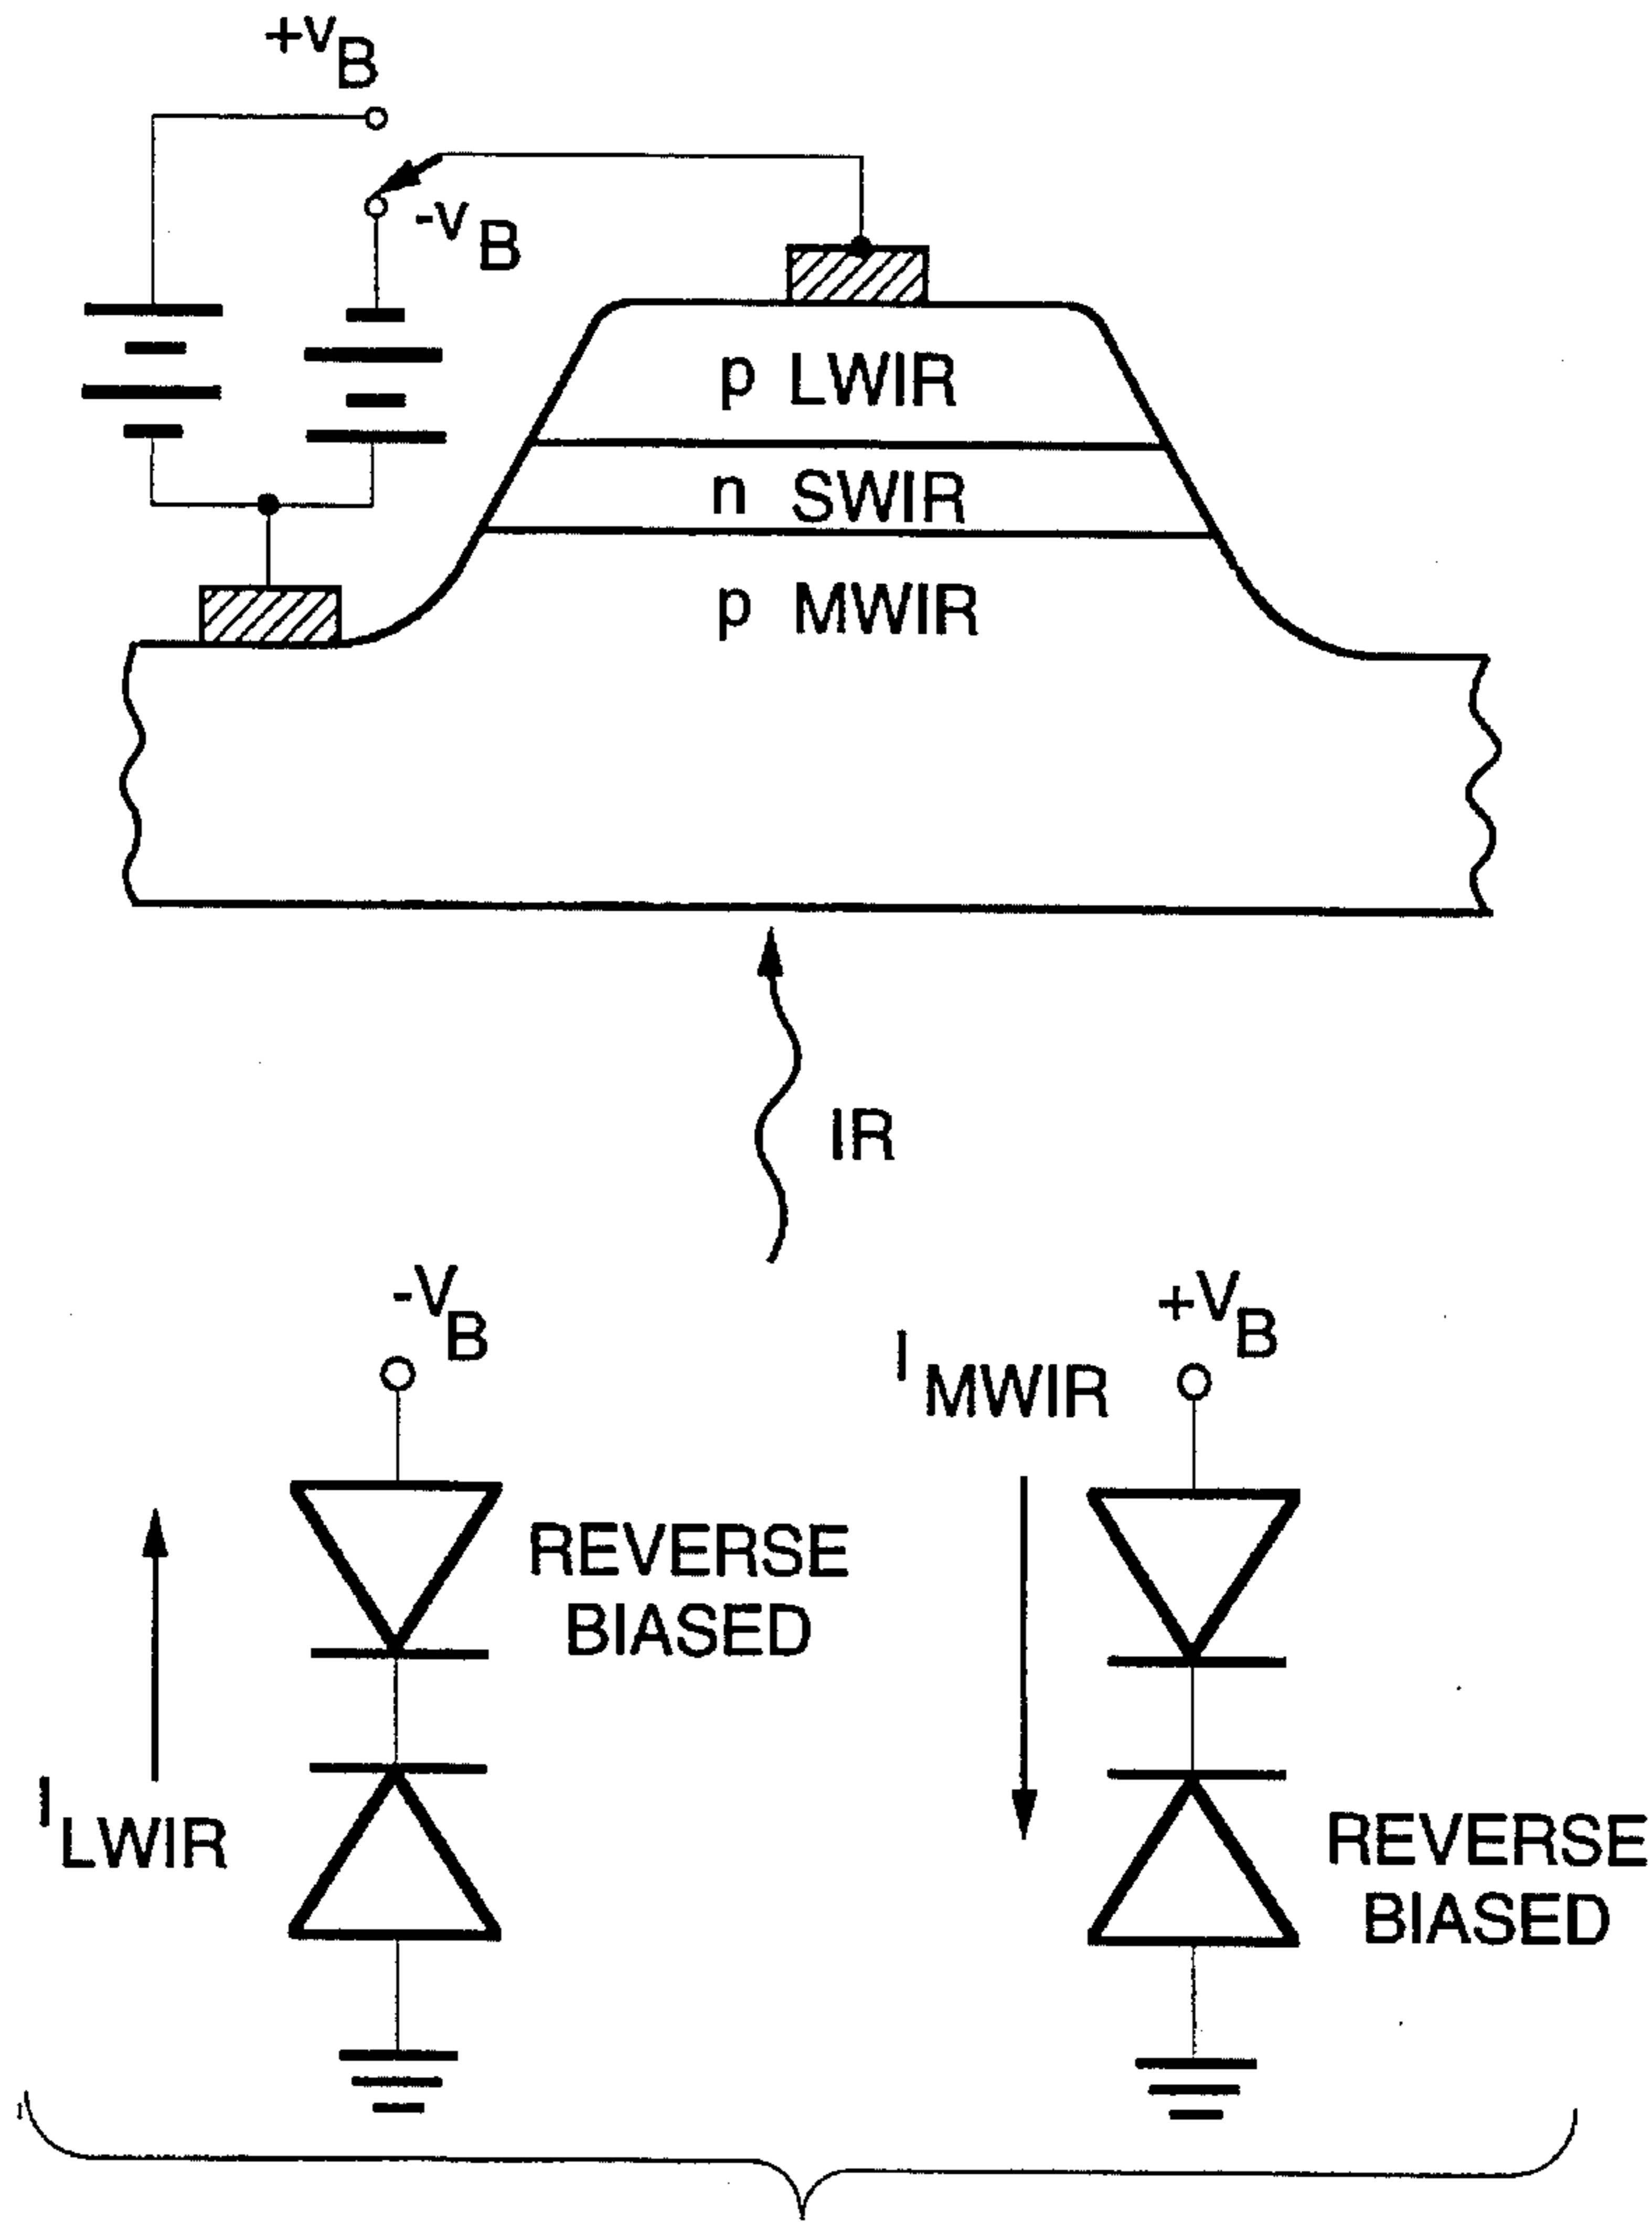 +vB
-vB
p LWIR
n SWIR
p MWIR
IR
-VB
+VB
IMWIR
REVERSE
BIASED
ILWIR
REVERSE
BIASED